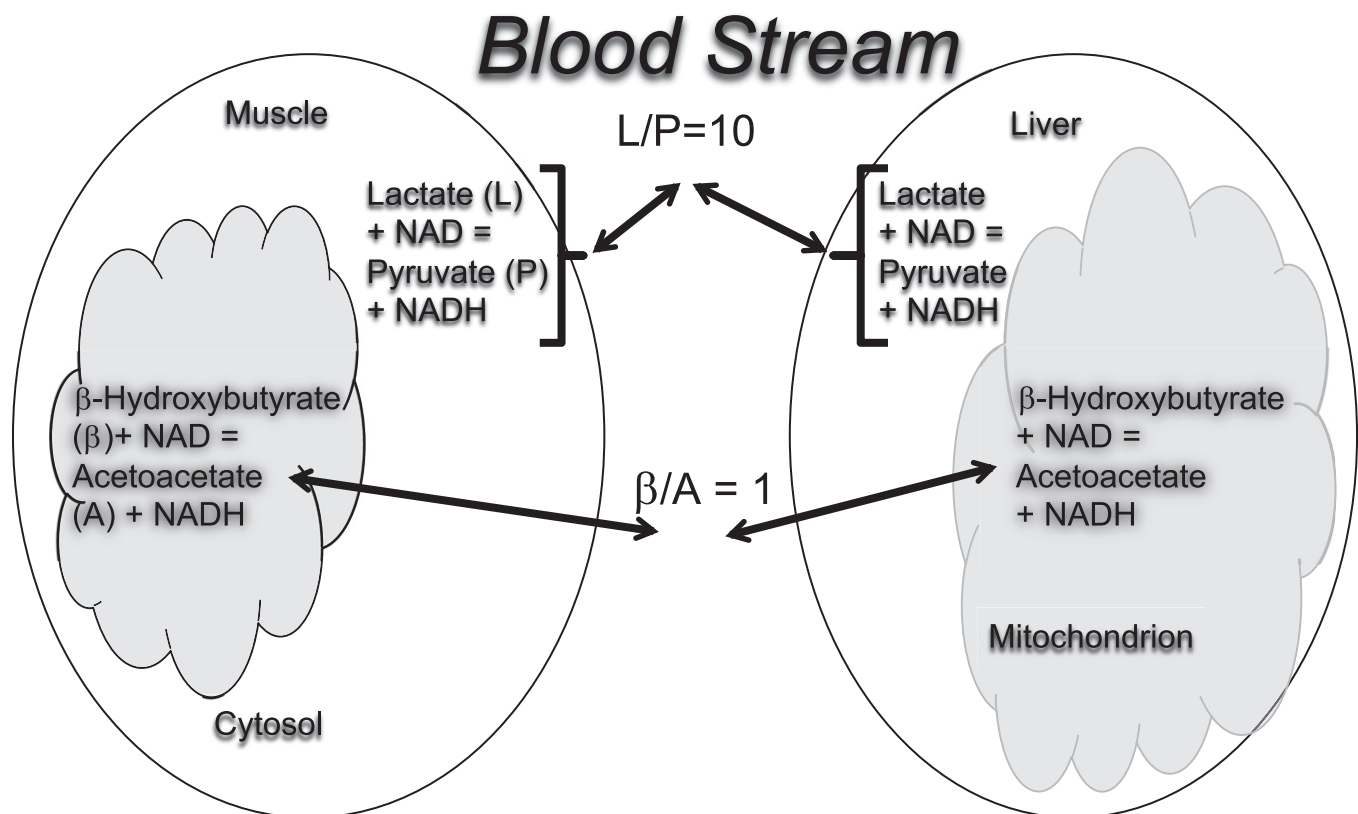 Blood Stream
Muscle
L/P=10
Liver
Lactate (L)
+ NAD =
Pyruvate (P)
+ NADH
Lactate
+ NAD =
Pyruvate
+ NADH
β-Hydroxybutyrate
(β)+ NAD =
Acetoacetate
(A) + NADH
β/A = 1
β-Hydroxybutyrate
+ NAD =
Acetoacetate
+ NADH
Mitochondrion
Cytosol